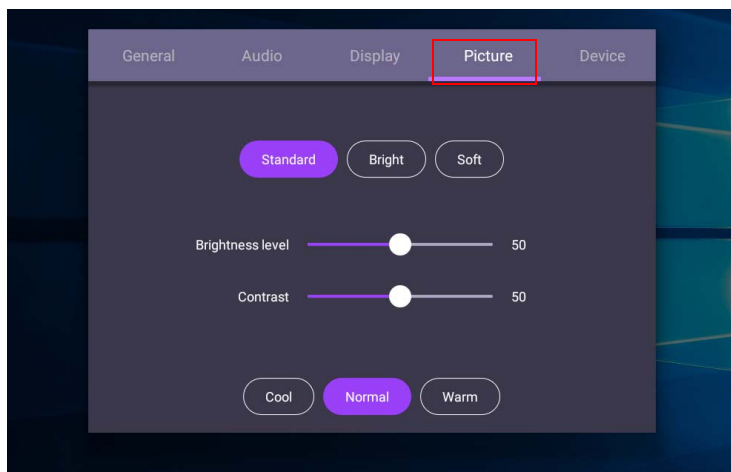 General Audio Display Picture Device
Standard Bright Soft
Brightness level 50
Contrast 50
Cool Normal Warm